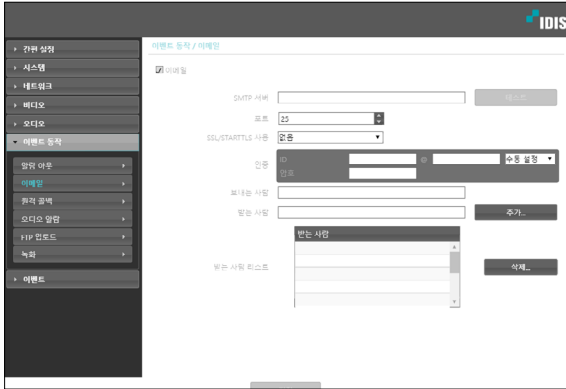 IDIS
간편 설정
시스템
네트워크
비디오
오디오
이벤트 동작
알람 아웃
이메일
원격 콜백
오디오 알람
FTP 업로드
녹화
이벤트
이벤트 동작 / 이메일
이메일
SMTP 서버
테스트
포트 25
SSL/STARTTLS 사용 없음
인증 ID @ 수동 설정
암호
보내는 사람
받는 사람 추가...
받는 사람
받는 사람 리스트 삭제...